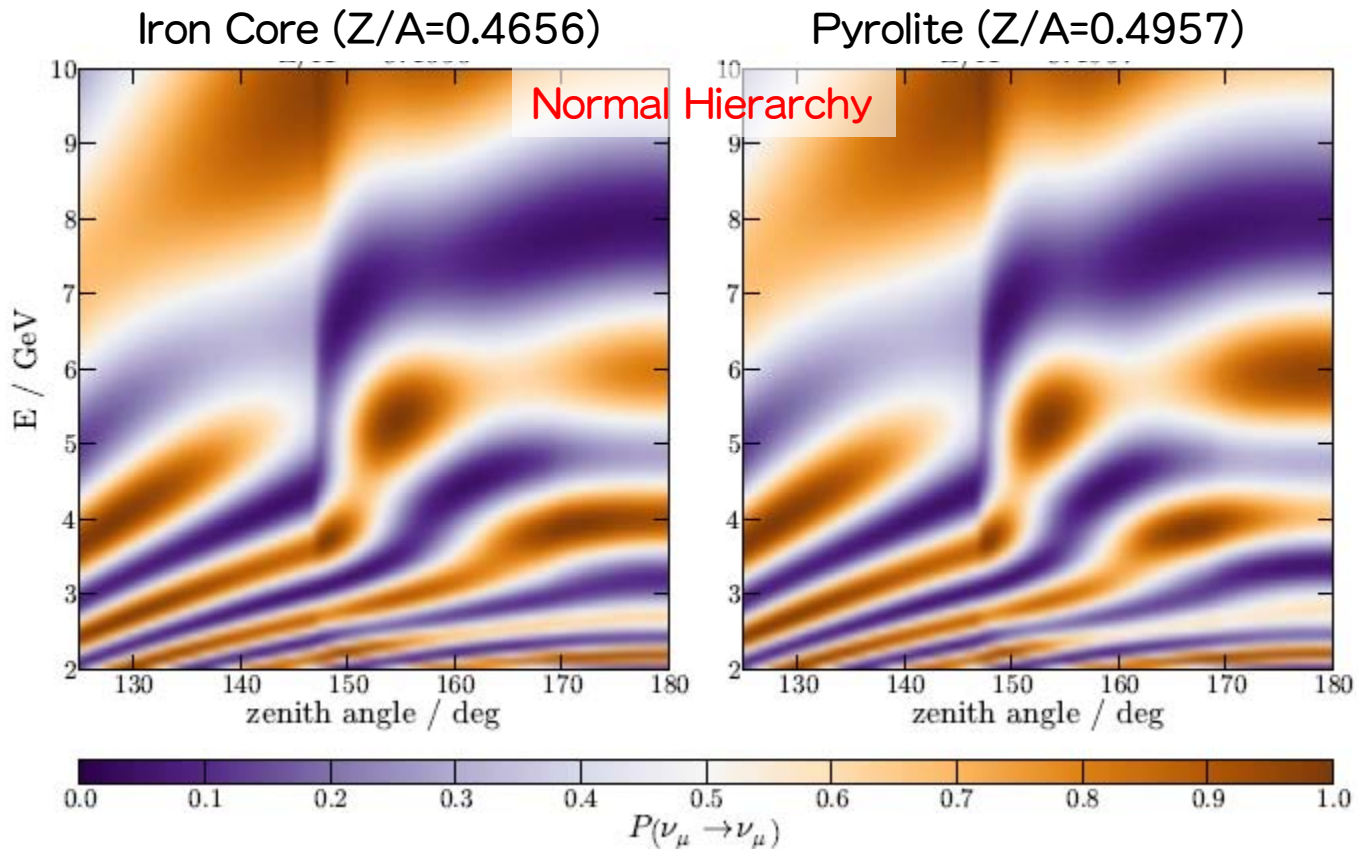 Iron Core (Z/A=0.4656)
Pyrolite (Z/A=0.4957)
Normal Hierarchy
10
9
8
7
6
5
4
3
2
E / GeV
130 140 150 160 170 180
zenith angle / deg
10
9
8
7
6
5
4
3
2
130 140 150 160 170 180
zenith angle / deg
0.0 0.1 0.2 0.3 0.4 0.5 0.6 0.7 0.8 0.9 1.0
P(ν_μ → ν_μ)